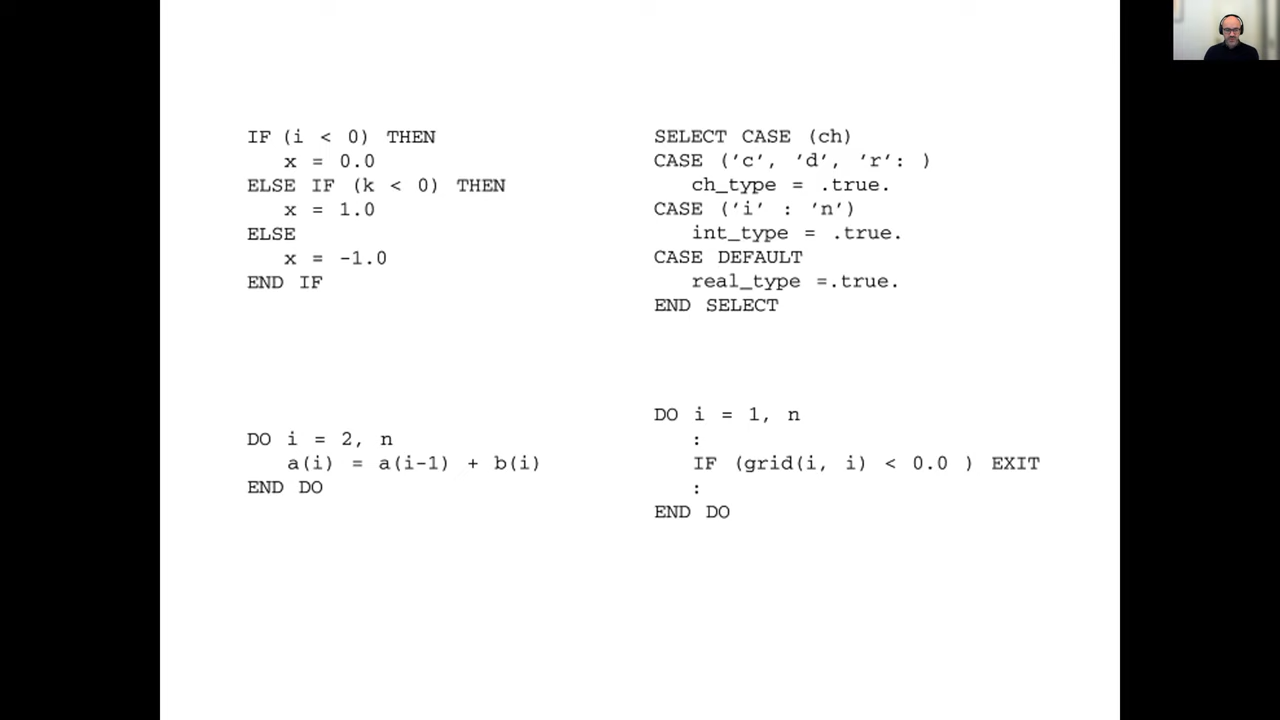 IF (i < 0) THEN
x = 0.0
ELSE IF (k < 0) THEN
x = 1.0
ELSE
x = -1.0
END IF
SELECT CASE (ch)
CASE ('c', 'd', 'r': )
ch_type = .true.
CASE ('i' : 'n')
int_type = .true.
CASE DEFAULT
real_type =.true.
END SELECT
DO i = 2, n
a(i) = a(i-1) + b(i)
END DO
DO i = 1, n
:
IF (grid(i, i) < 0.0 ) EXIT
:
END DO